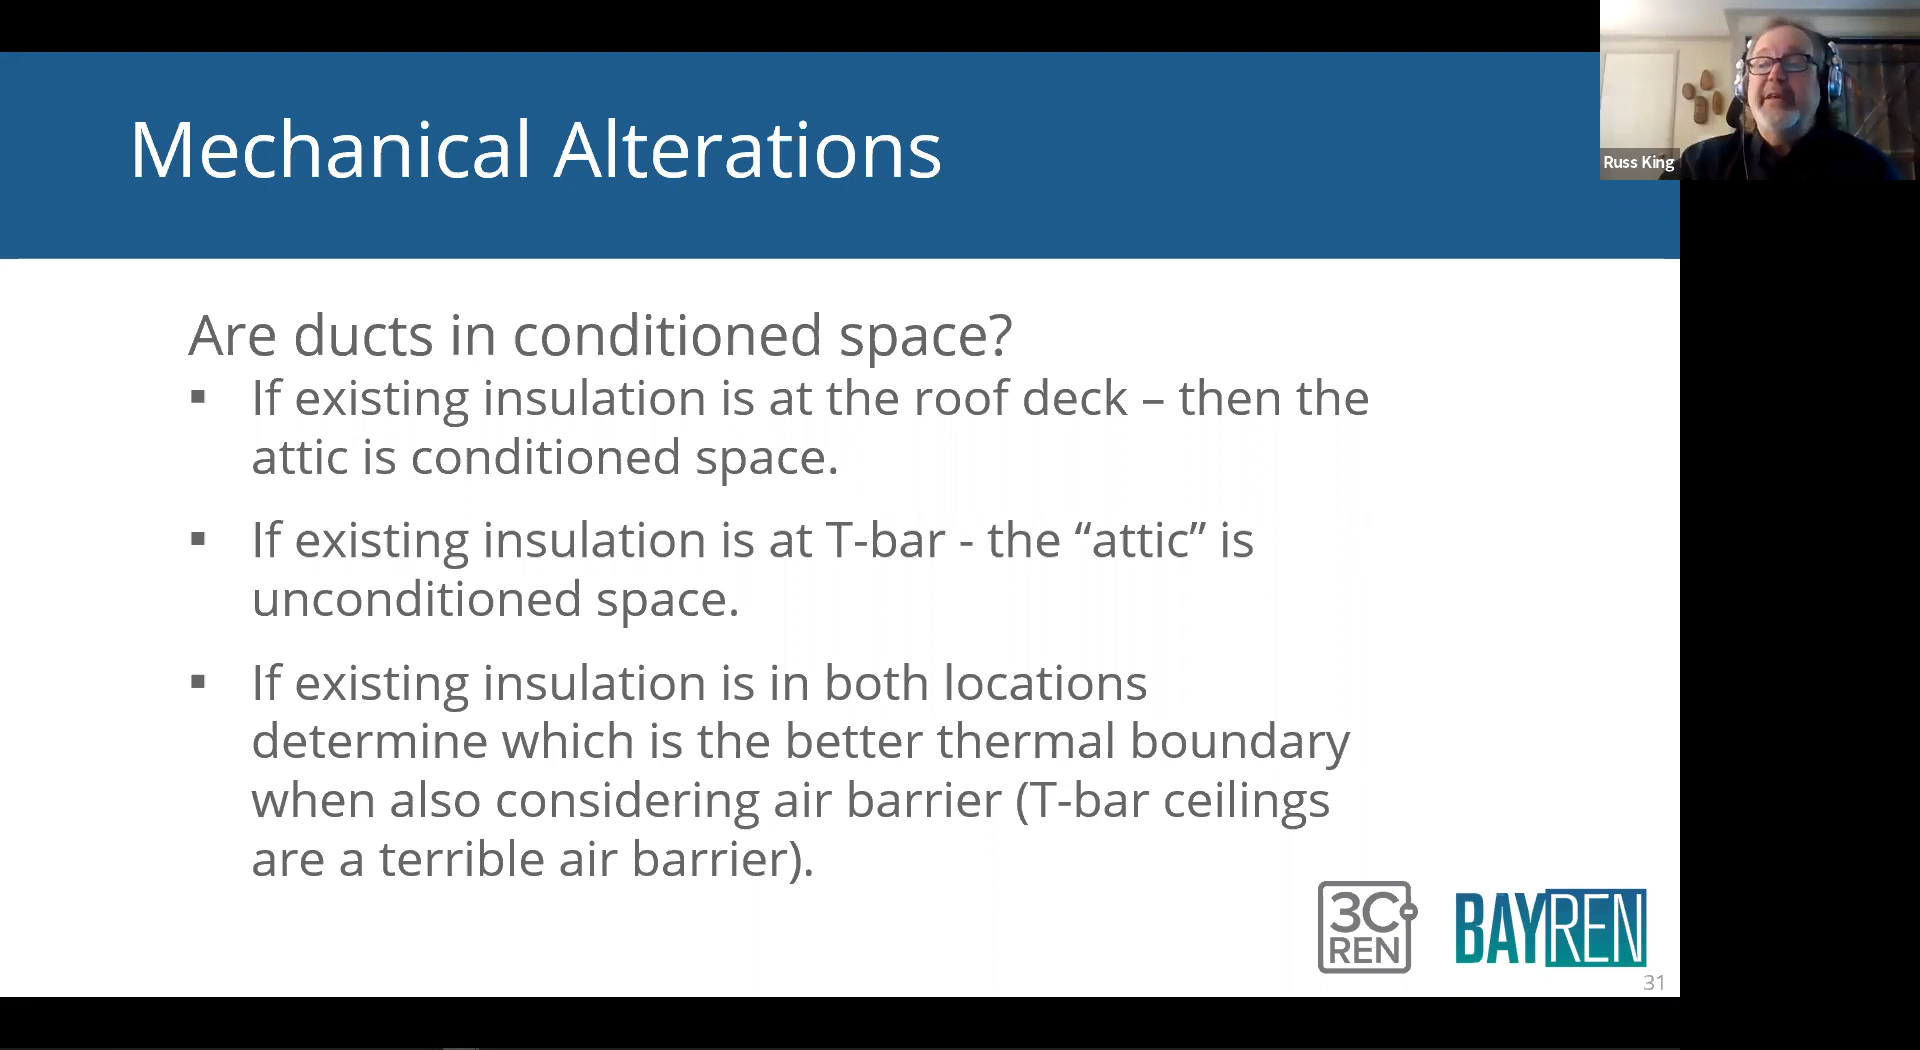 Mechanical Alterations
Russ King
Are ducts in conditioned space?
▪ If existing insulation is at the roof deck – then the
attic is conditioned space.
▪ If existing insulation is at T-bar - the “attic” is
unconditioned space.
▪ If existing insulation is in both locations
determine which is the better thermal boundary
when also considering air barrier (T-bar ceilings
are a terrible air barrier).
3C
REN
BAYREN
31